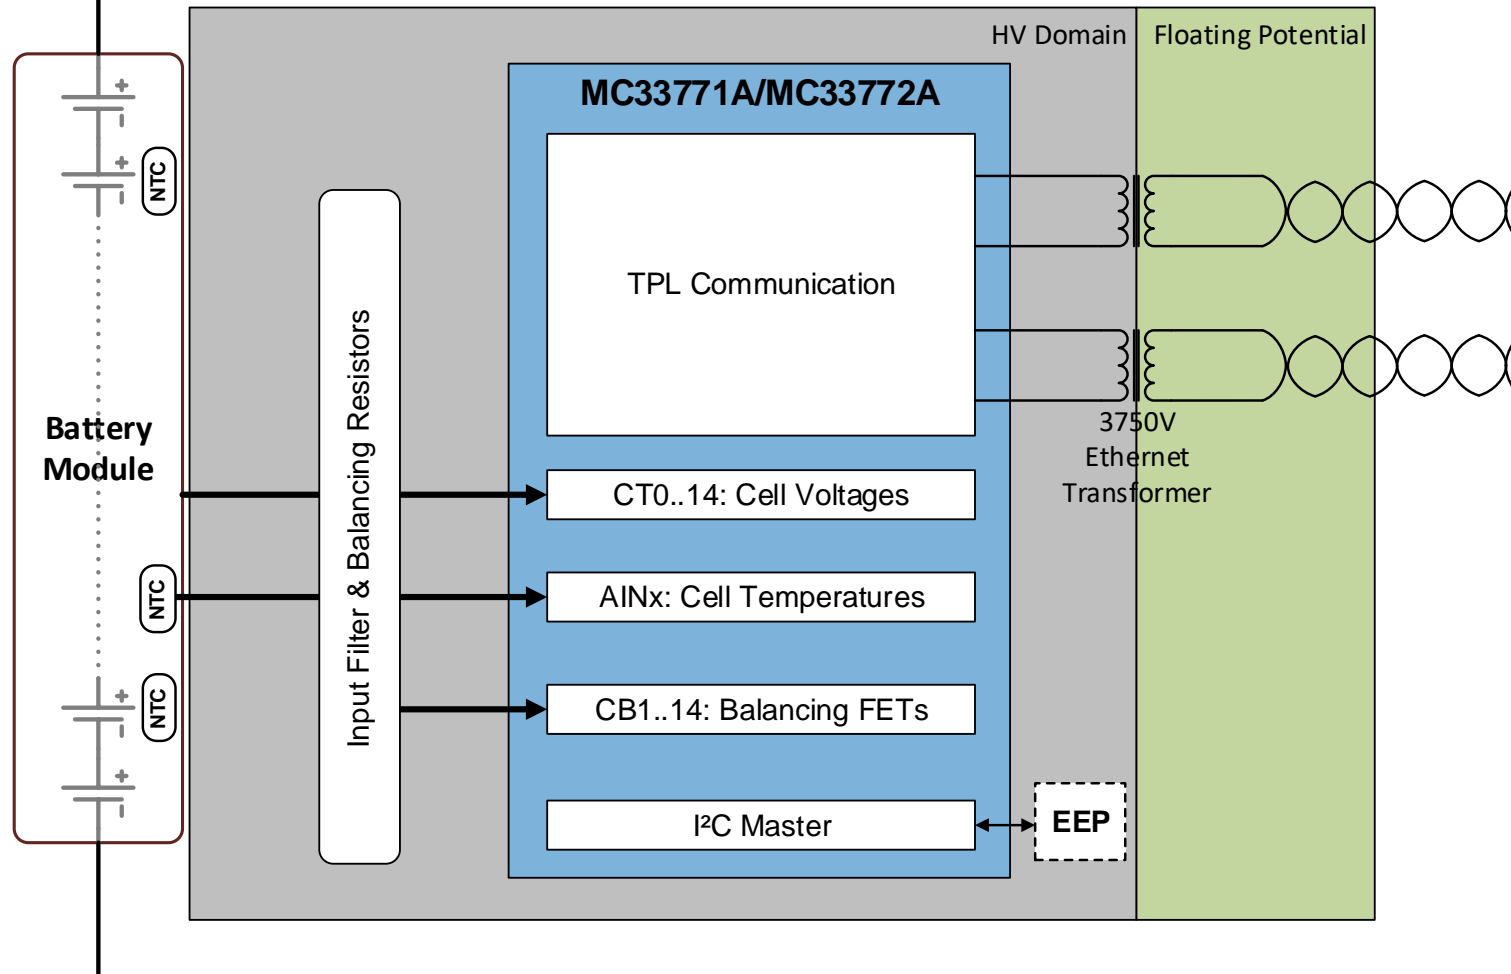 HV Domain
Floating Potential
MC33771A/MC33772A
+
+
NTC
TPL Communication
Input Filter & Balancing Resistors
Battery
Module
3750V
Ethernet
Transformer
CT0..14: Cell Voltages
NTC
AINx: Cell Temperatures
+
NTC
CB1..14: Balancing FETs
+
I²C Master
EEP